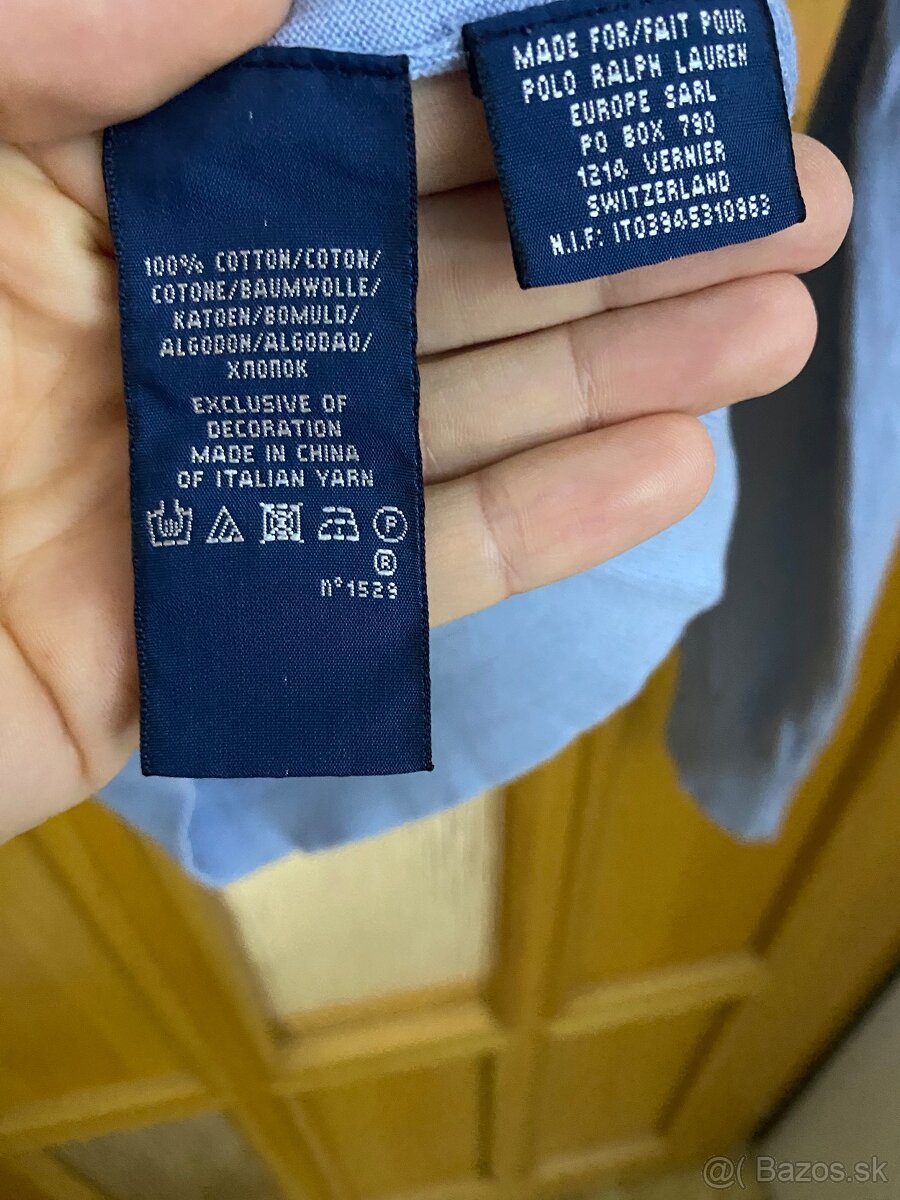 100% COTTON/COTON/
COTONE/BAUMWOLLE/
KATOEN/BOMULD/
ALGODON/ALGODAO/
ХЛОПОК
EXCLUSIVE OF
DECORATION
MADE IN CHINA
OF ITALIAN YARN
P
R
n°1529
MADE FOR/FAIT POUR
POLO RALPH LAUREN
EUROPE SARL
PO BOX 790
1214 VERNIER
SWITZERLAND
N.I.F: IT03945310963
@( Bazos.sk